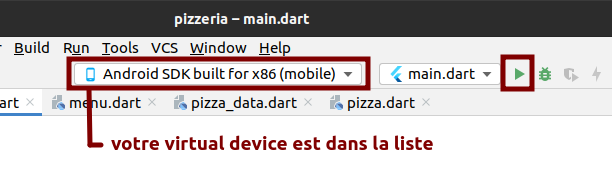 pizzeria – main.dart
Build Run Tools VCS Window Help
Android SDK built for x86 (mobile) main.dart
art menu.dart pizza_data.dart pizza.dart
votre virtual device est dans la liste